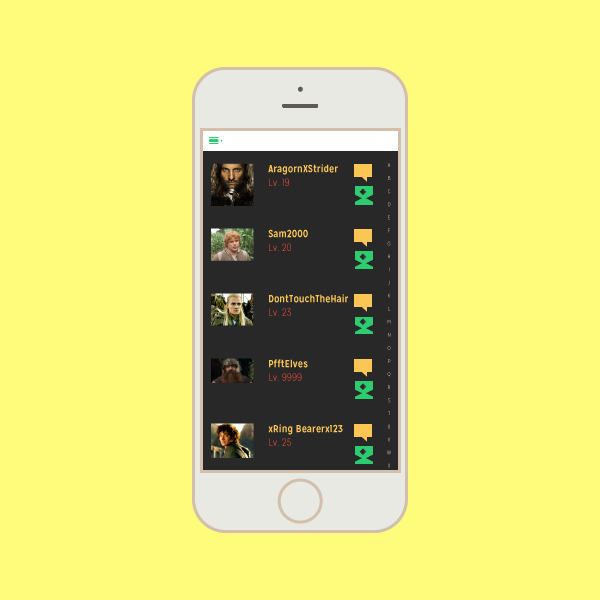 AragornXStrider
Lv. 19
Sam2000
Lv. 20
DontTouchTheHair
Lv. 23
PfftElves
Lv. 9999
xRing Bearerx123
Lv. 25
A
B
C
D
E
F
G
H
I
J
K
L
M
N
O
P
Q
R
S
T
U
V
W
X